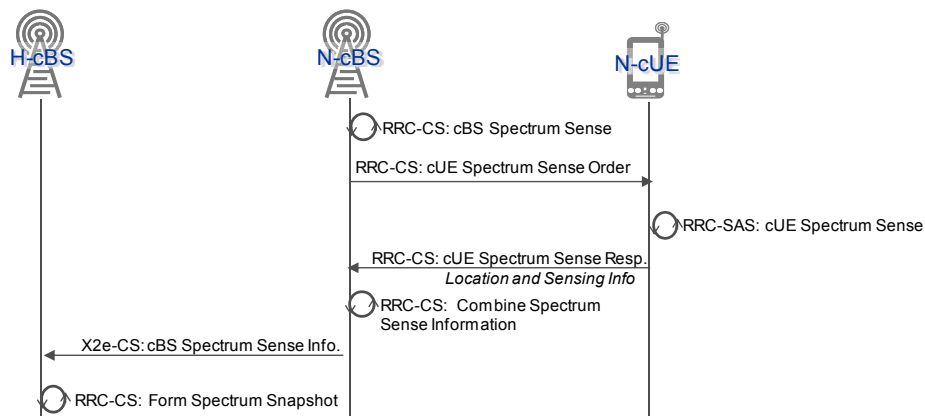 H-cBS
N-cBS
N-cUE
RRC-CS: cBS Spectrum Sense
RRC-CS: cUE Spectrum Sense Order
RRC-SAS: cUE Spectrum Sense
RRC-CS: cUE Spectrum Sense Resp.
Location and Sensing Info
RRC-CS: Combine Spectrum
Sense Information
X2e-CS: cBS Spectrum Sense Info.
RRC-CS: Form Spectrum Snapshot